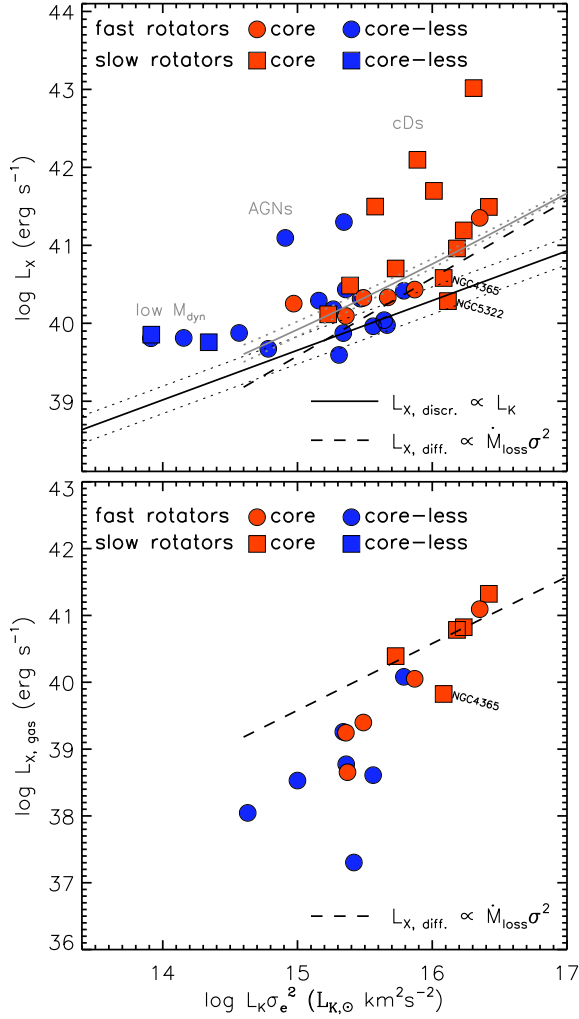 44
fast rotators core core-less
slow rotators core core-less
43
cDs
42
AGNs
41
NGC4365
low M_dyn
NGC5322
40
39
L_X, discr. ∝ L_K
L_X, diff. ∝ Ṁ_loss σ²
log L_X (erg s⁻¹)
43
fast rotators core core-less
slow rotators core core-less
42
41
40
NGC4365
39
38
37
L_X, diff. ∝ Ṁ_loss σ²
36
log L_X, gas (erg s⁻¹)
14 15 16 17
log L_K σ_e² (L_K,⊙ km² s⁻²)